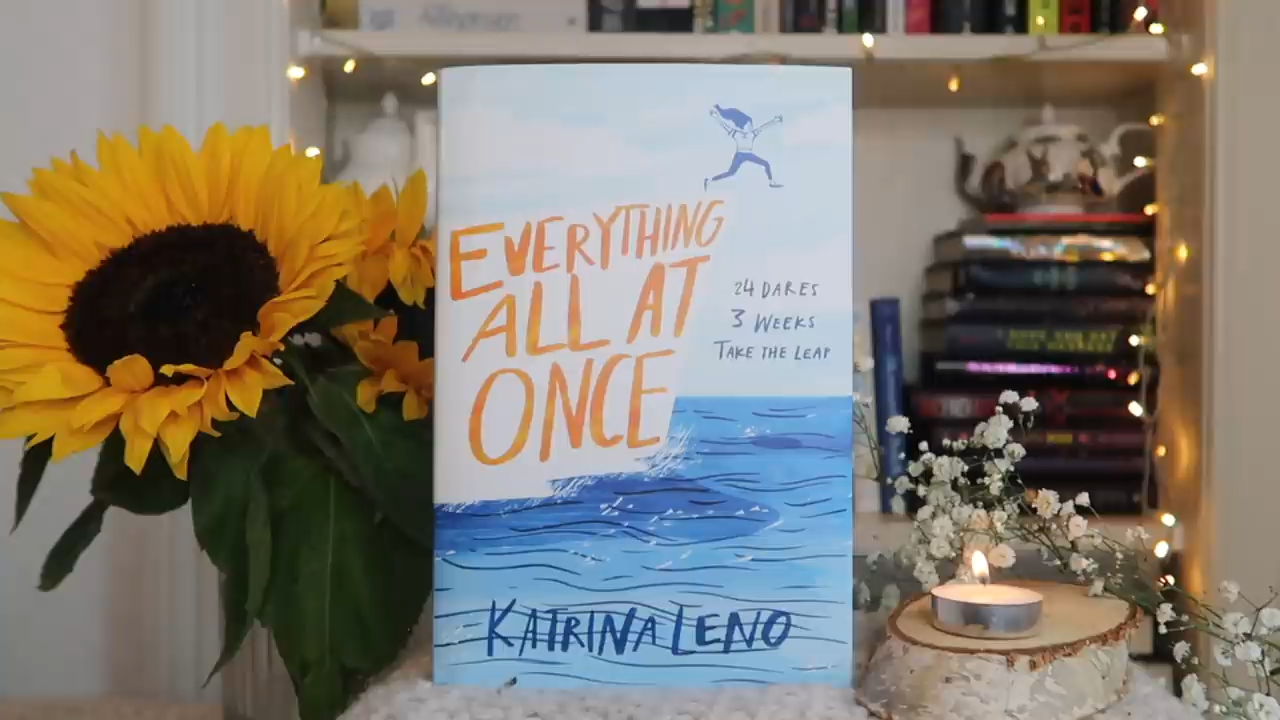 EVERYTHING
ALL AT
ONCE
24 DARES
3 WEEKS
TAKE THE LEAP
KATRINA LENO